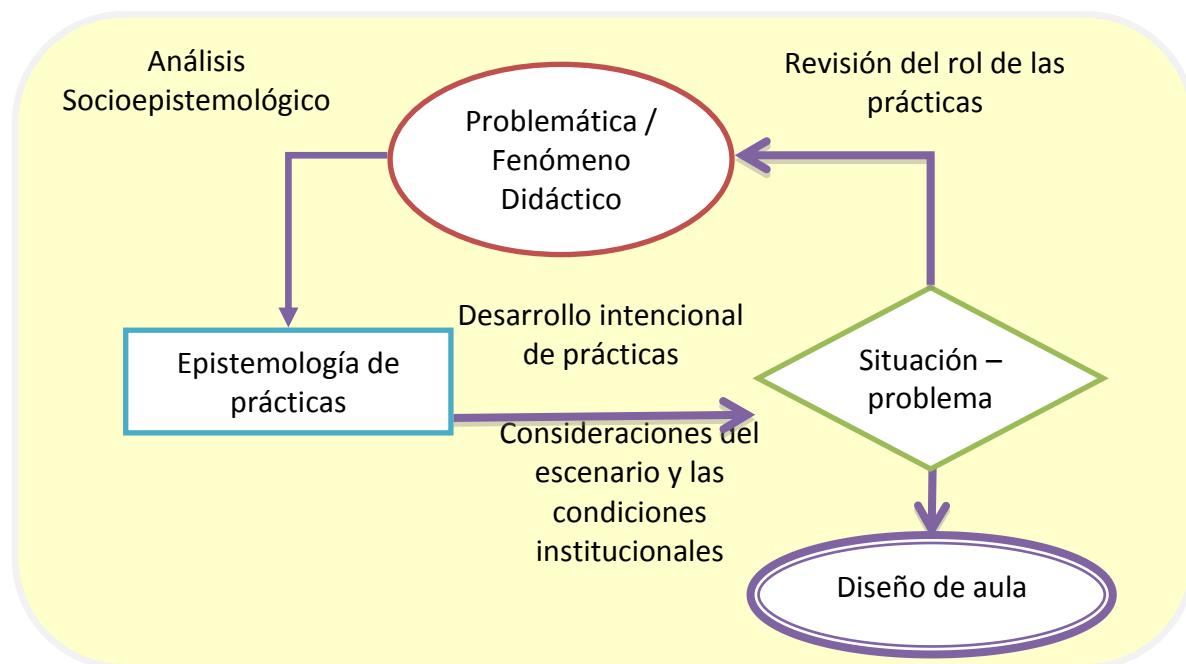 Análisis
Socioepistemológico
Problemática /
Fenómeno
Didáctico
Revisión del rol de las
prácticas
Epistemología de
prácticas
Desarrollo intencional
de prácticas
Consideraciones del
escenario y las
condiciones
institucionales
Situación –
problema
Diseño de aula